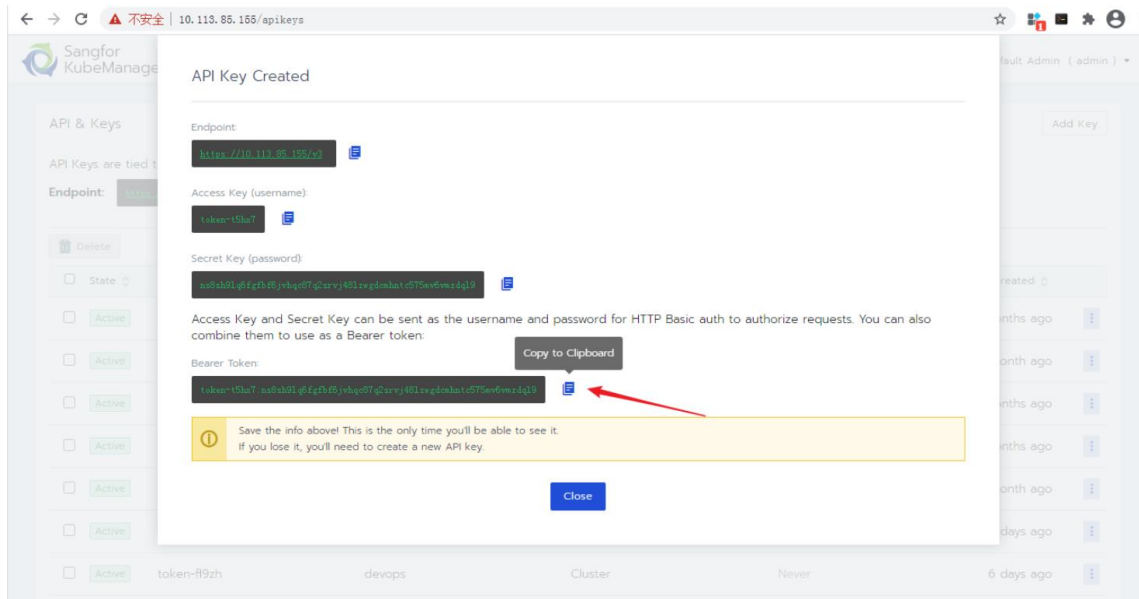 不安全 | 10.113.85.155/apikeys
Sangfor
KubeManage
fault Admin ( admin )
API Key Created
API & Keys
Add Key
Endpoint:
https://10.113.85.155/v3
API Keys are tied t
Endpoint:
Access Key (username):
token-t5hx7
Delete
Secret Key (password):
State
reated
Active
nths ago
Access Key and Secret Key can be sent as the username and password for HTTP Basic auth to authorize requests. You can also
combine them to use as a Bearer token:
Copy to Clipboard
Active
onth ago
Bearer Token:
Active
nths ago
Save the info above! This is the only time you'll be able to see it.
If you lose it, you'll need to create a new API key.
Active
nths ago
Active
onth ago
Close
Active
days ago
Active token-fl9zh devops Cluster Never 6 days ago